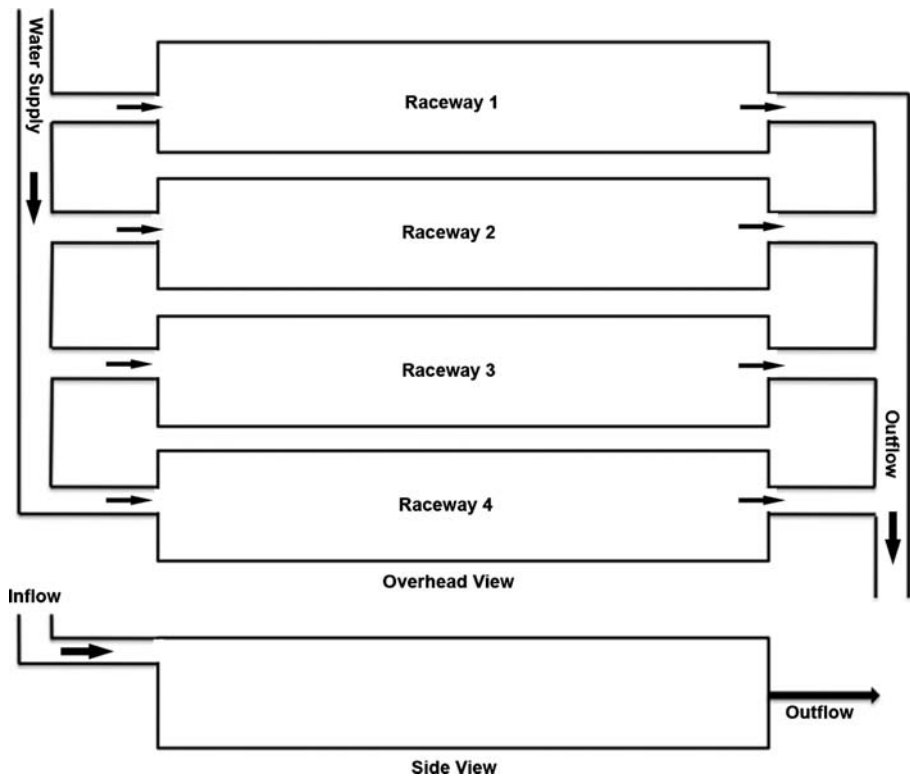 Water Supply
Raceway 1
Raceway 2
Raceway 3
Raceway 4
Outflow
Overhead View
Inflow
Outflow
Side View